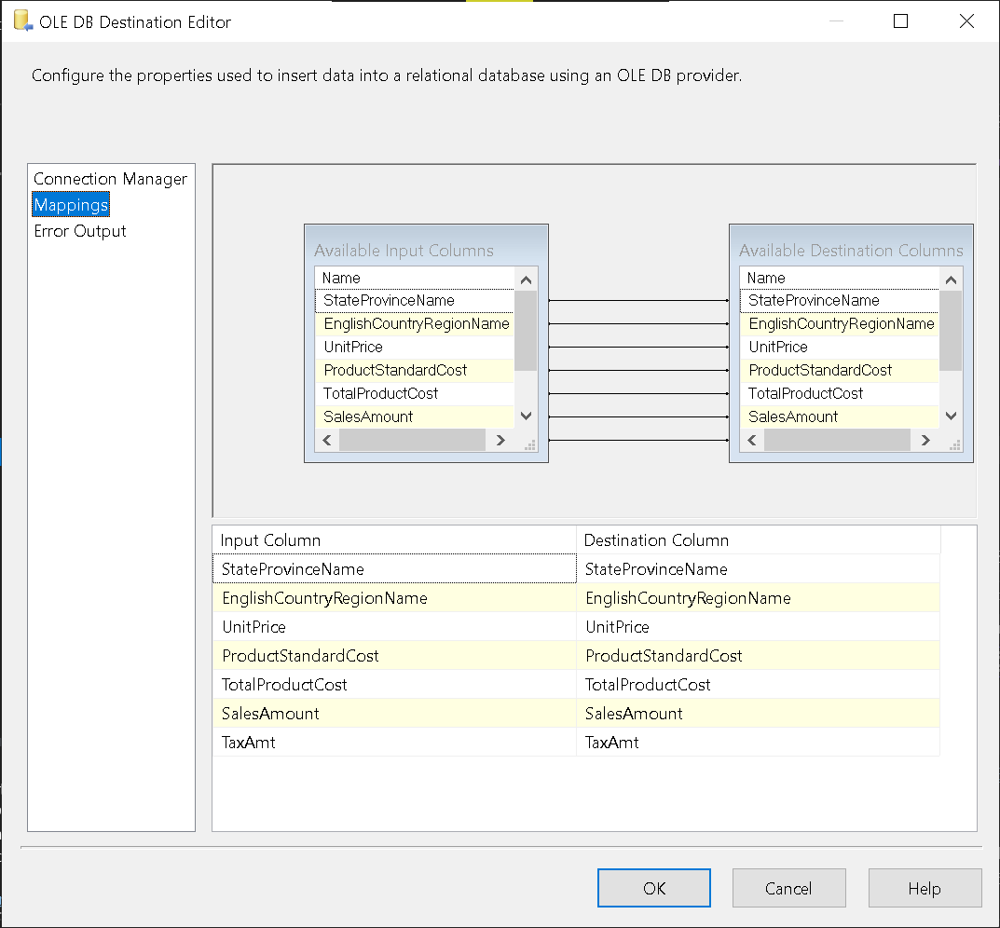 OLE DB Destination Editor
Configure the properties used to insert data into a relational database using an OLE DB provider.
Connection Manager
Mappings
Error Output
Available Input Columns
Name
StateProvinceName
EnglishCountryRegionName
UnitPrice
ProductStandardCost
TotalProductCost
SalesAmount
Available Destination Columns
Name
StateProvinceName
EnglishCountryRegionName
UnitPrice
ProductStandardCost
TotalProductCost
SalesAmount
Input Column Destination Column
StateProvinceName StateProvinceName
EnglishCountryRegionName EnglishCountryRegionName
UnitPrice UnitPrice
ProductStandardCost ProductStandardCost
TotalProductCost TotalProductCost
SalesAmount SalesAmount
TaxAmt TaxAmt
OK Cancel Help